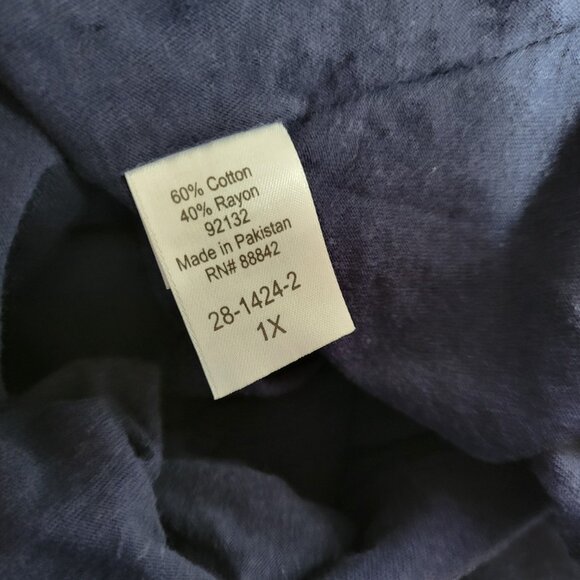 60% Cotton
40% Rayon
92132
Made in Pakistan
RN# 88842
28-1424-2
1X